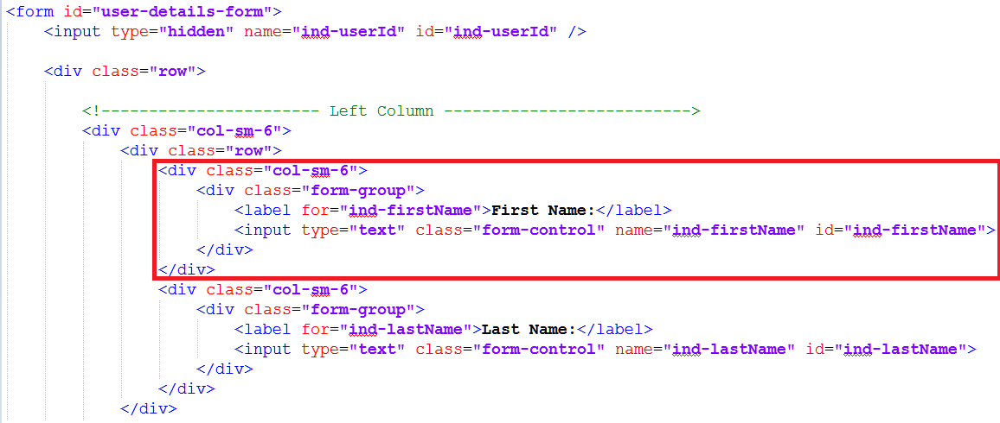 <form id="user-details-form">
<input type="hidden" name="ind-userId" id="ind-userId" />
<div class="row">
<!----------------------- Left Column -------------------------->
<div class="col-sm-6">
<div class="row">
<div class="col-sm-6">
<div class="form-group">
<label for="ind-firstName">First Name:</label>
<input type="text" class="form-control" name="ind-firstName" id="ind-firstName">
</div>
</div>
<div class="col-sm-6">
<div class="form-group">
<label for="ind-lastName">Last Name:</label>
<input type="text" class="form-control" name="ind-lastName" id="ind-lastName">
</div>
</div>
</div>